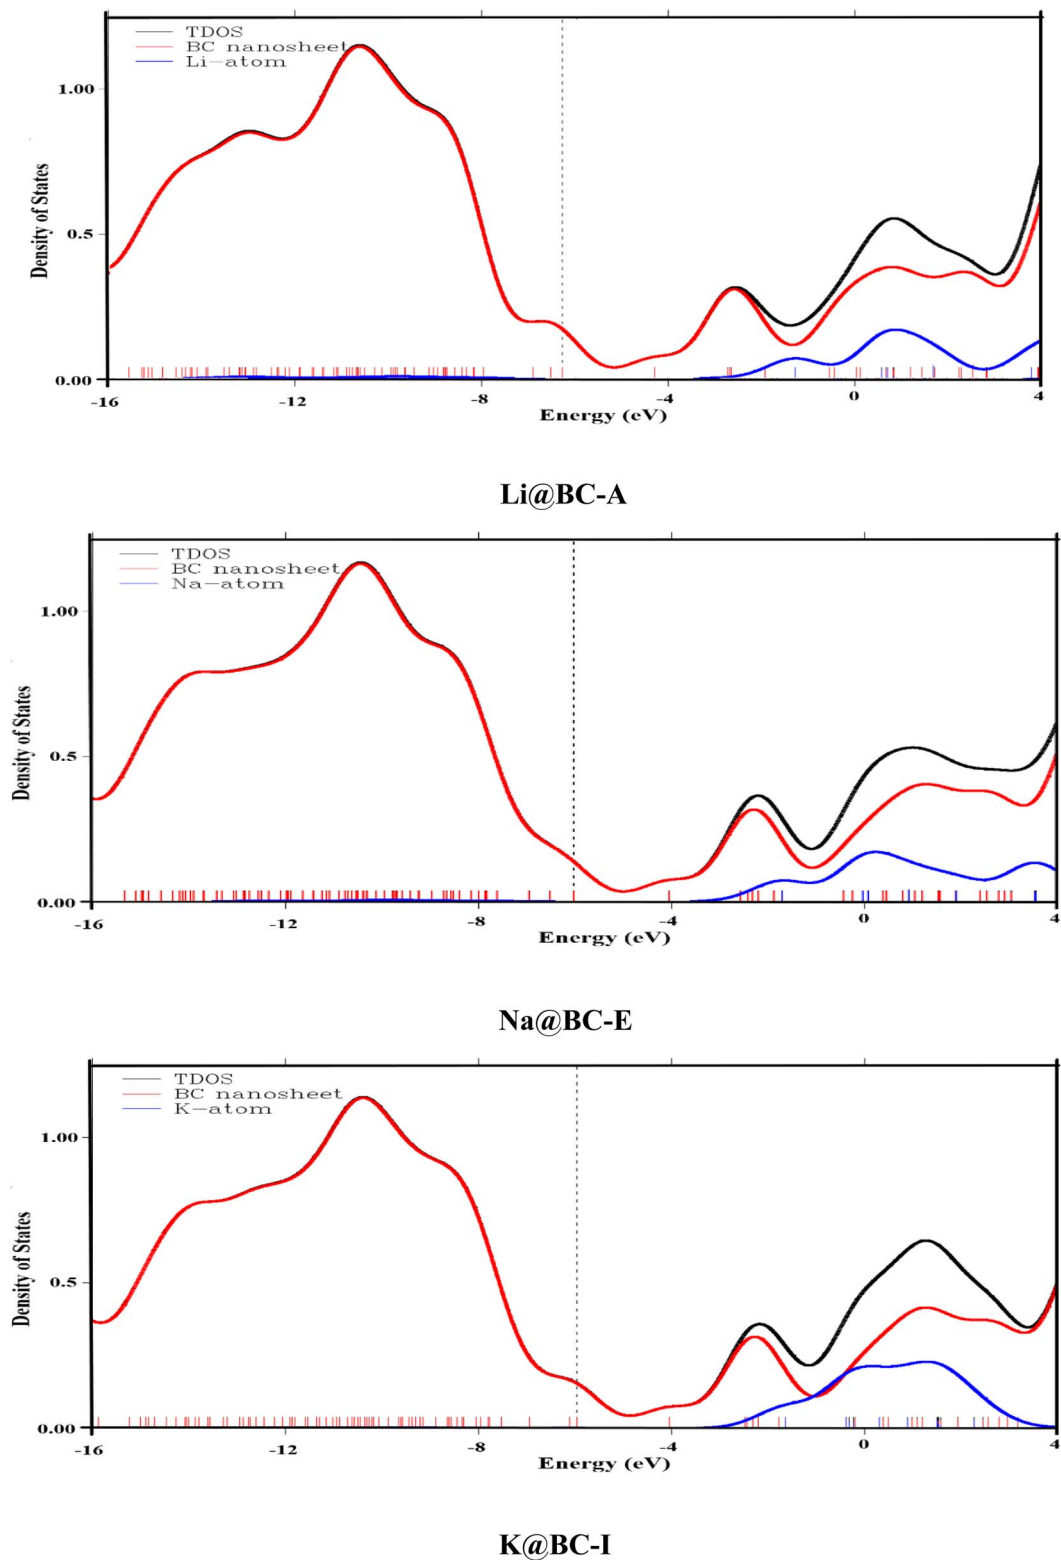 TDOS
BC nanosheet
Li-atom
1.00
0.5
0.00
Density of States
-16
-12
-8
-4
0
4
Energy (eV)
Li@BC-A
TDOS
BC nanosheet
Na-atom
1.00
0.5
0.00
Density of States
-16
-12
-8
-4
0
4
Energy (eV)
Na@BC-E
TDOS
BC nanosheet
K-atom
1.00
0.5
0.00
Density of States
-16
-12
-8
-4
0
4
Energy (eV)
K@BC-I